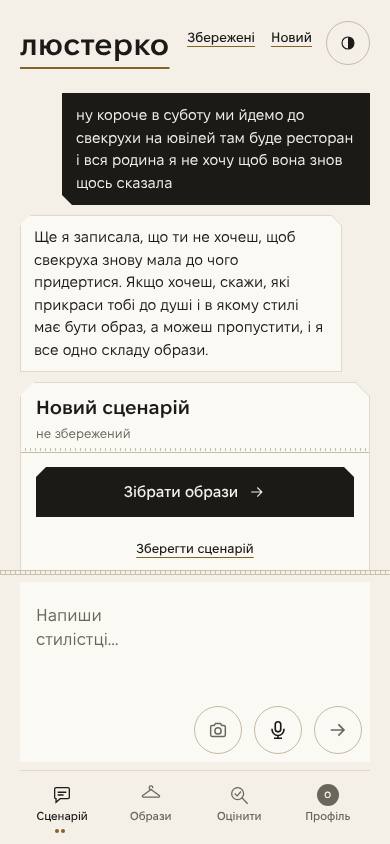 люстерко
Збережені Новий
ну короче в суботу ми йдемо до
свекрухи на ювілей там буде ресторан
і вся родина я не хочу щоб вона знов
щось сказала
Ще я записала, що ти не хочеш, щоб
свекруха знову мала до чого
придертися. Якщо хочеш, скажи, які
прикраси тобі до душі і в якому стилі
має бути образ, а можеш пропустити, і я
все одно складу образи.
Новий сценарій
не збережений
Зібрати образи →
Зберегти сценарій
Напиши
стилістці...
Сценарій Образи Оцінити Профіль